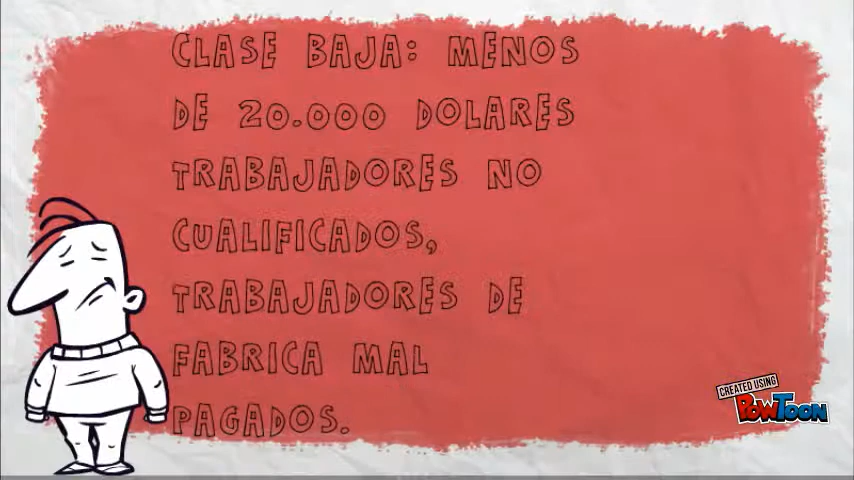 CLASE BAJA: MENOS
DE 20.000 DOLARES
TRABAJADORES NO
CUALIFICADOS,
TRABAJADORES DE
FABRICA MAL
PAGADOS.
CREATED USING
POWTOON